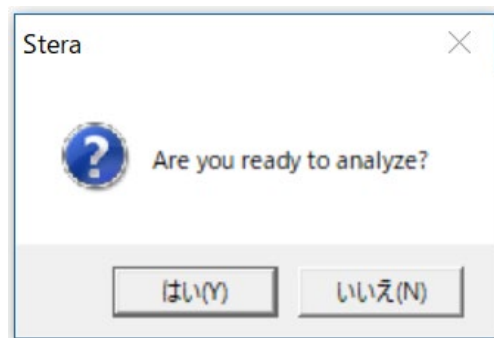 Stera
Are you ready to analyze?
はい(Y)
いいえ(N)